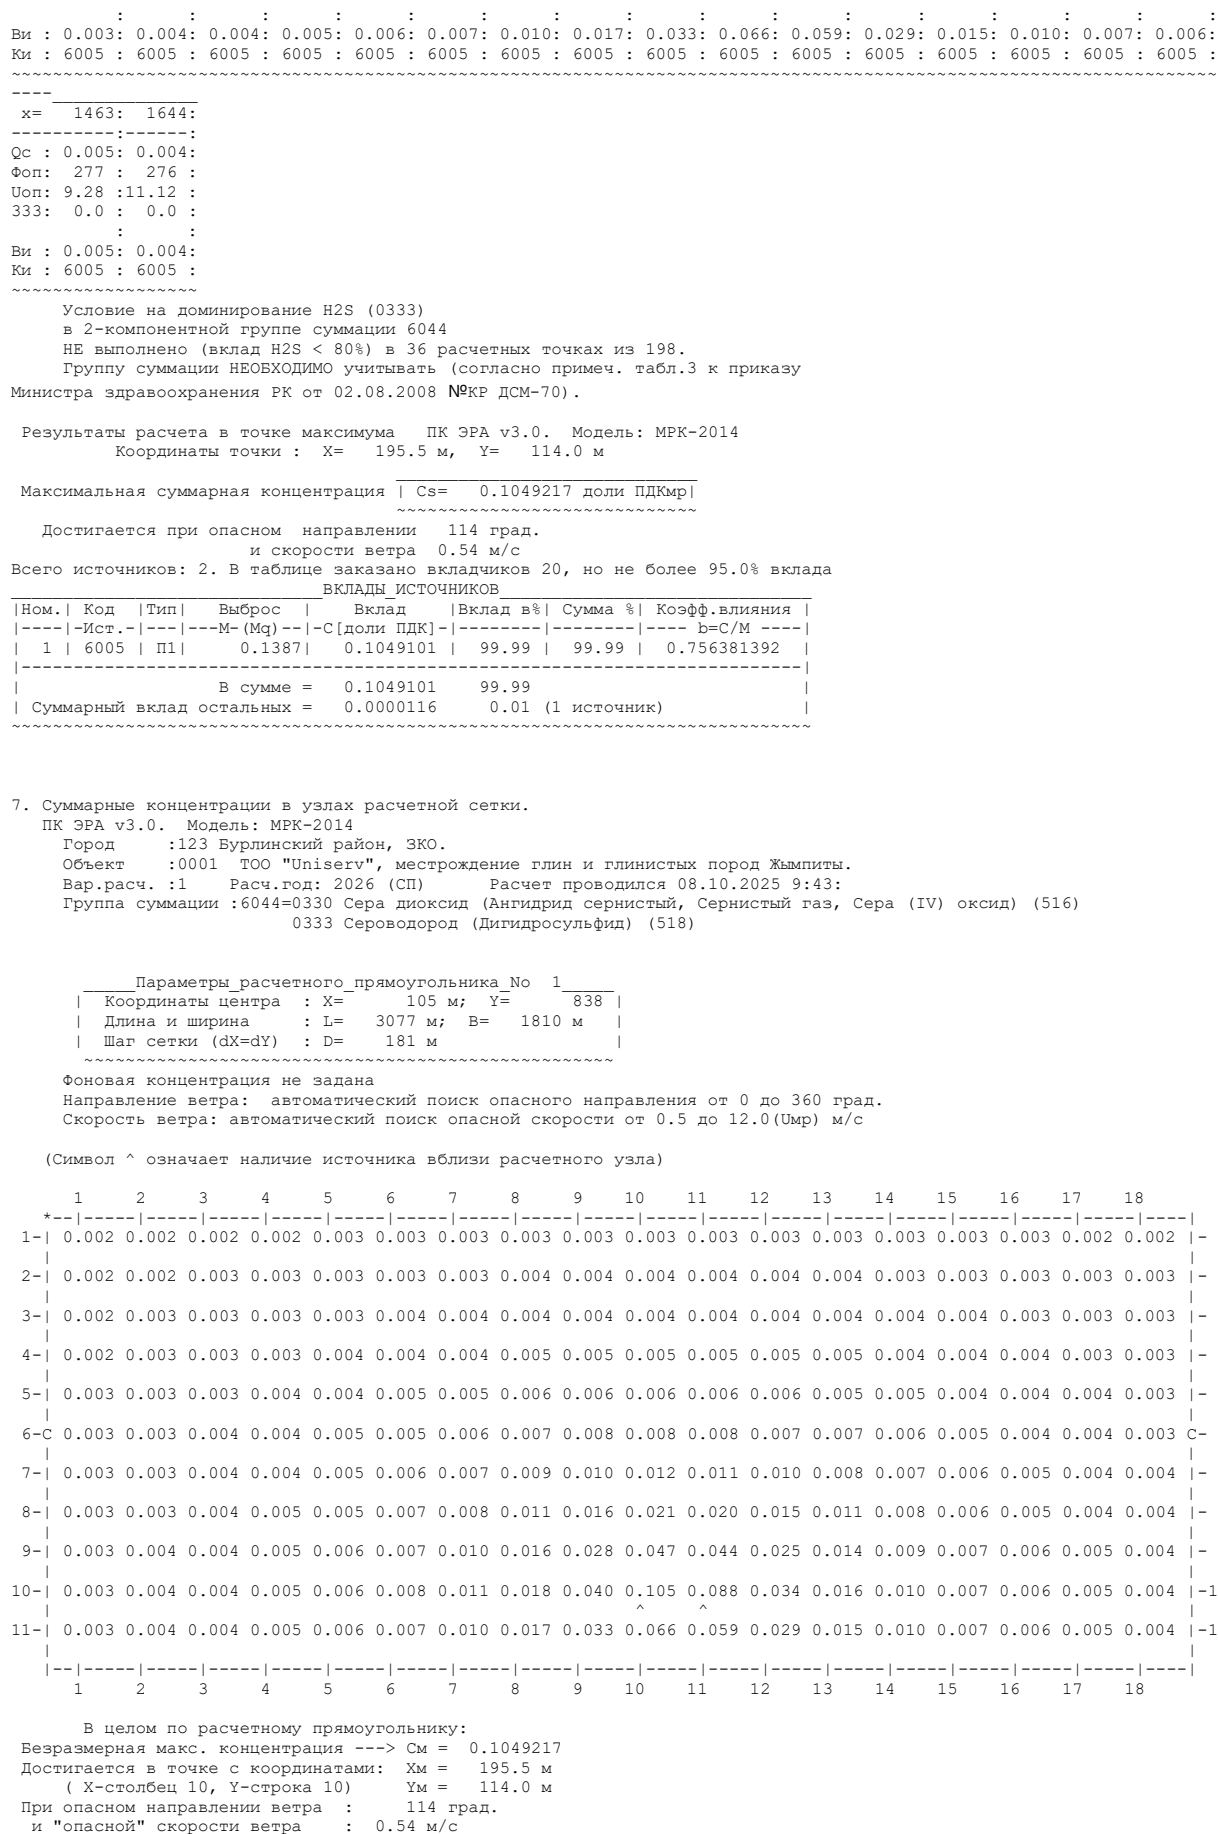 :      :      :      :      :      :      :      :      :      :      :      :      :      :      :      :
Ви : 0.003: 0.004: 0.004: 0.005: 0.006: 0.007: 0.010: 0.017: 0.033: 0.066: 0.059: 0.029: 0.015: 0.010: 0.007: 0.006:
Ки : 6005 : 6005 : 6005 : 6005 : 6005 : 6005 : 6005 : 6005 : 6005 : 6005 : 6005 : 6005 : 6005 : 6005 : 6005 : 6005 :
~~~~~~~~~~~~~~~~~~~~~~~~~~~~~~~~~~~~~~~~~~~~~~~~~~~~~~~~~~~~~~~~~~~~~~~~~~~~~~~~~~~~~~~~~~~~~~~~~~~~~~~~~~~~~~~~~~~~
----______________
 x=   1463:  1644:
----------:------:
Qc : 0.005: 0.004:
Фоп:  277 :  276 :
Uоп: 9.28 :11.12 :
333:  0.0 :  0.0 :
          :      :
Ви : 0.005: 0.004:
Ки : 6005 : 6005 :
~~~~~~~~~~~~~~~~~~
     Условие на доминирование H2S (0333)
     в 2-компонентной группе суммации 6044
     НЕ выполнено (вклад H2S < 80%) в 36 расчетных точках из 198.
     Группу суммации НЕОБХОДИМО учитывать (согласно примеч. табл.3 к приказу
Министра здравоохранения РК от 02.08.2008 №ҚР ДСМ-70).
 Результаты расчета в точке максимума   ПК ЭРА v3.0.  Модель: МРК-2014
          Координаты точки :  X=   195.5 м,  Y=   114.0 м
                                     _____________________________
 Максимальная суммарная концентрация | Cs=   0.1049217 доли ПДКмр|
                                     ~~~~~~~~~~~~~~~~~~~~~~~~~~~~~
   Достигается при опасном  направлении   114 град.
                       и скорости ветра  0.54 м/с
Всего источников: 2. В таблице заказано вкладчиков 20, но не более 95.0% вклада
______________________________ВКЛАДЫ_ИСТОЧНИКОВ______________________________
|Ном.| Код  |Тип|   Выброс  |    Вклад    |Вклад в%| Сумма %| Коэфф.влияния |
|----|-Ист.-|---|---М-(Mq)--|-С[доли ПДК]-|--------|--------|---- b=C/M ----|
|  1 | 6005 | П1|     0.1387|   0.1049101 |  99.99 |  99.99 |  0.756381392  |
|---------------------------------------------------------------------------|
|                   В сумме =   0.1049101    99.99                          |
| Суммарный вклад остальных =   0.0000116     0.01 (1 источник)             |
~~~~~~~~~~~~~~~~~~~~~~~~~~~~~~~~~~~~~~~~~~~~~~~~~~~~~~~~~~~~~~~~~~~~~~~~~~~~~
7. Суммарные концентрации в узлах расчетной сетки.
   ПК ЭРА v3.0.  Модель: МРК-2014
     Город     :123 Бурлинский район, ЗКО.
     Объект    :0001  ТОО "Uniserv", местрождение глин и глинистых пород Жымпиты.
     Вар.расч. :1    Расч.год: 2026 (СП)      Расчет проводился 08.10.2025 9:43:
     Группа суммации :6044=0330 Сера диоксид (Ангидрид сернистый, Сернистый газ, Сера (IV) оксид) (516)
                           0333 Сероводород (Дигидросульфид) (518)
       _____Параметры_расчетного_прямоугольника_No  1_____
      |  Координаты центра  : X=      105 м;  Y=      838 |
      |  Длина и ширина     : L=   3077 м;  B=   1810 м   |
      |  Шаг сетки (dX=dY)  : D=    181 м                 |
       ~~~~~~~~~~~~~~~~~~~~~~~~~~~~~~~~~~~~~~~~~~~~~~~~~~~
     Фоновая концентрация не задана
     Направление ветра:  автоматический поиск опасного направления от 0 до 360 град.
     Скорость ветра: автоматический поиск опасной скорости от 0.5 до 12.0(Uмр) м/с
   (Символ ^ означает наличие источника вблизи расчетного узла)
      1     2     3     4     5     6     7     8     9    10    11    12    13    14    15    16    17    18
   *--|-----|-----|-----|-----|-----|-----|-----|-----|-----|-----|-----|-----|-----|-----|-----|-----|-----|----|
 1-| 0.002 0.002 0.002 0.002 0.003 0.003 0.003 0.003 0.003 0.003 0.003 0.003 0.003 0.003 0.003 0.003 0.002 0.002 |-
   |                                                                                                             |
 2-| 0.002 0.002 0.003 0.003 0.003 0.003 0.003 0.004 0.004 0.004 0.004 0.004 0.004 0.003 0.003 0.003 0.003 0.003 |-
   |                                                                                                             |
 3-| 0.002 0.003 0.003 0.003 0.003 0.004 0.004 0.004 0.004 0.004 0.004 0.004 0.004 0.004 0.004 0.003 0.003 0.003 |-
   |                                                                                                             |
 4-| 0.002 0.003 0.003 0.003 0.004 0.004 0.004 0.005 0.005 0.005 0.005 0.005 0.005 0.004 0.004 0.004 0.003 0.003 |-
   |                                                                                                             |
 5-| 0.003 0.003 0.003 0.004 0.004 0.005 0.005 0.006 0.006 0.006 0.006 0.006 0.005 0.005 0.004 0.004 0.004 0.003 |-
   |                                                                                                             |
 6-C 0.003 0.003 0.004 0.004 0.005 0.005 0.006 0.007 0.008 0.008 0.008 0.007 0.007 0.006 0.005 0.004 0.004 0.003 C-
   |                                                                                                             |
 7-| 0.003 0.003 0.004 0.004 0.005 0.006 0.007 0.009 0.010 0.012 0.011 0.010 0.008 0.007 0.006 0.005 0.004 0.004 |-
   |                                                                                                             |
 8-| 0.003 0.003 0.004 0.005 0.005 0.007 0.008 0.011 0.016 0.021 0.020 0.015 0.011 0.008 0.006 0.005 0.004 0.004 |-
   |                                                                                                             |
 9-| 0.003 0.004 0.004 0.005 0.006 0.007 0.010 0.016 0.028 0.047 0.044 0.025 0.014 0.009 0.007 0.006 0.005 0.004 |-
   |                                                                                                             |
10-| 0.003 0.004 0.004 0.005 0.006 0.008 0.011 0.018 0.040 0.105 0.088 0.034 0.016 0.010 0.007 0.006 0.005 0.004 |-1
   |                                                         ^     ^                                             |
11-| 0.003 0.004 0.004 0.005 0.006 0.007 0.010 0.017 0.033 0.066 0.059 0.029 0.015 0.010 0.007 0.006 0.005 0.004 |-1
   |                                                                                                             |
   |--|-----|-----|-----|-----|-----|-----|-----|-----|-----|-----|-----|-----|-----|-----|-----|-----|-----|----|
      1     2     3     4     5     6     7     8     9    10    11    12    13    14    15    16    17    18
       В целом по расчетному прямоугольнику:
 Безразмерная макс. концентрация ---> См =  0.1049217
 Достигается в точке с координатами:  Хм =   195.5 м
     ( X-столбец 10, Y-строка 10)     Yм =   114.0 м
 При опасном направлении ветра  :     114 град.
  и "опасной" скорости ветра    :  0.54 м/с